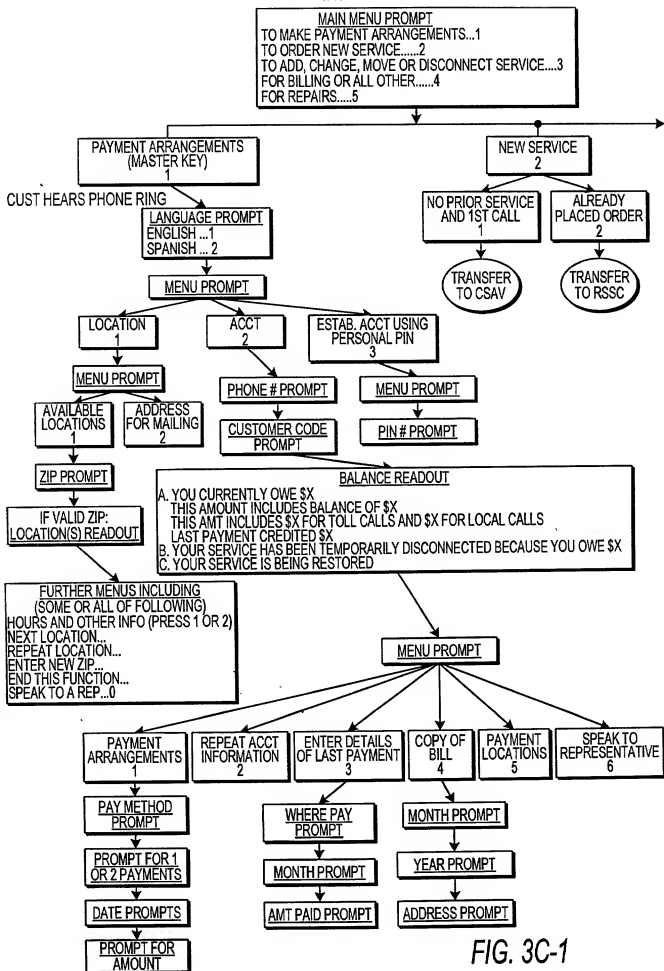 MAIN MENU PROMPT
TO MAKE PAYMENT ARRANGEMENTS...1
TO ORDER NEW SERVICE......2
TO ADD, CHANGE, MOVE OR DISCONNECT SERVICE....3
FOR BILLING OR ALL OTHER......4
FOR REPAIRS.....5
PAYMENT ARRANGEMENTS
(MASTER KEY)
1
NEW SERVICE
2
CUST HEARS PHONE RING
LANGUAGE PROMPT
ENGLISH ...1
SPANISH ...2
NO PRIOR SERVICE
AND 1ST CALL
1
ALREADY
PLACED ORDER
2
TRANSFER
TO CSAV
TRANSFER
TO RSSC
MENU PROMPT
LOCATION
1
ACCT
2
ESTAB. ACCT USING
PERSONAL PIN
3
MENU PROMPT
PHONE # PROMPT
MENU PROMPT
AVAILABLE
LOCATIONS
1
ADDRESS
FOR MAILING
2
CUSTOMER CODE
PROMPT
PIN # PROMPT
ZIP PROMPT
IF VALID ZIP:
LOCATION(S) READOUT
BALANCE READOUT
A. YOU CURRENTLY OWE $X
THIS AMOUNT INCLUDES BALANCE OF $X
THIS AMT INCLUDES $X FOR TOLL CALLS AND $X FOR LOCAL CALLS
LAST PAYMENT CREDITED $X
B. YOUR SERVICE HAS BEEN TEMPORARILY DISCONNECTED BECAUSE YOU OWE $X
C. YOUR SERVICE IS BEING RESTORED
FURTHER MENUS INCLUDING
(SOME OR ALL OF FOLLOWING)
HOURS AND OTHER INFO (PRESS 1 OR 2)
NEXT LOCATION...
REPEAT LOCATION...
ENTER NEW ZIP...
END THIS FUNCTION...
SPEAK TO A REP...0
MENU PROMPT
PAYMENT
ARRANGEMENTS
1
REPEAT ACCT
INFORMATION
2
ENTER DETAILS
OF LAST PAYMENT
3
COPY OF
BILL
4
PAYMENT
LOCATIONS
5
SPEAK TO
REPRESENTATIVE
6
PAY METHOD
PROMPT
WHERE PAY
PROMPT
MONTH PROMPT
PROMPT FOR 1
OR 2 PAYMENTS
MONTH PROMPT
YEAR PROMPT
DATE PROMPTS
AMT PAID PROMPT
ADDRESS PROMPT
PROMPT FOR
AMOUNT
FIG. 3C-1